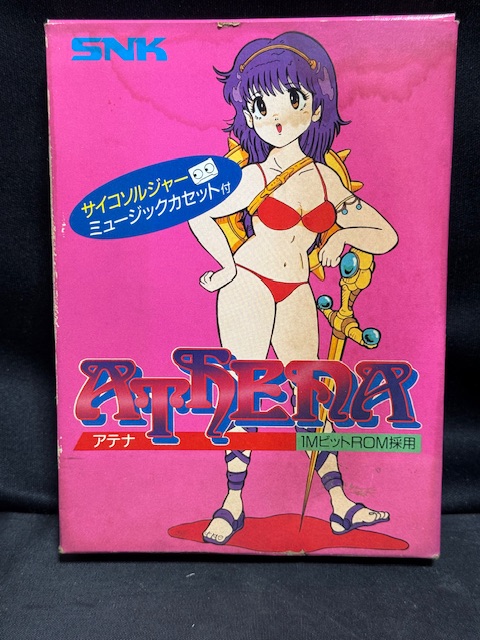 SNK
サイコソルジャー
ミュージックカセット付
ATHENA
アテナ
1MビットROM採用